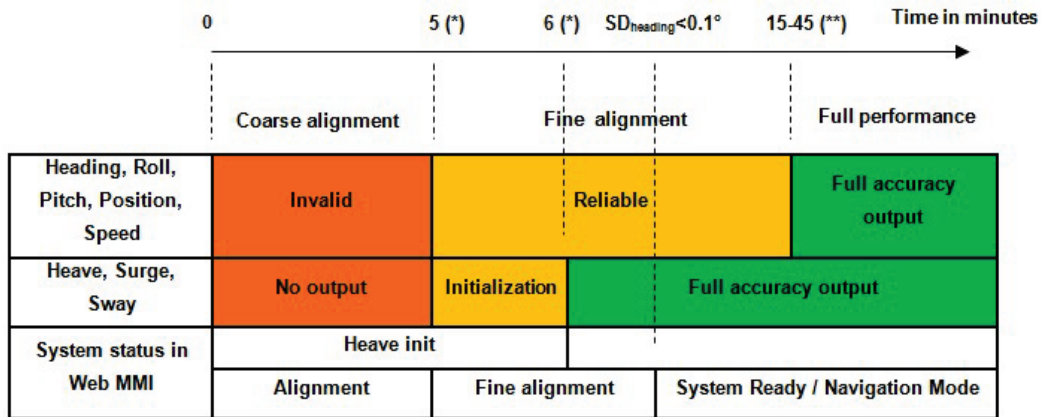 0 5 (*) 6 (*) SDheading<0.1° 15-45 (**) Time in minutes
Coarse alignment Fine alignment Full performance
Heading, Roll,
Pitch, Position,
Speed
Invalid
Reliable
Full accuracy
output
Heave, Surge,
Sway
No output
Initialization
Full accuracy output
System status in
Web MMI
Heave init
Alignment
Fine alignment
System Ready / Navigation Mode